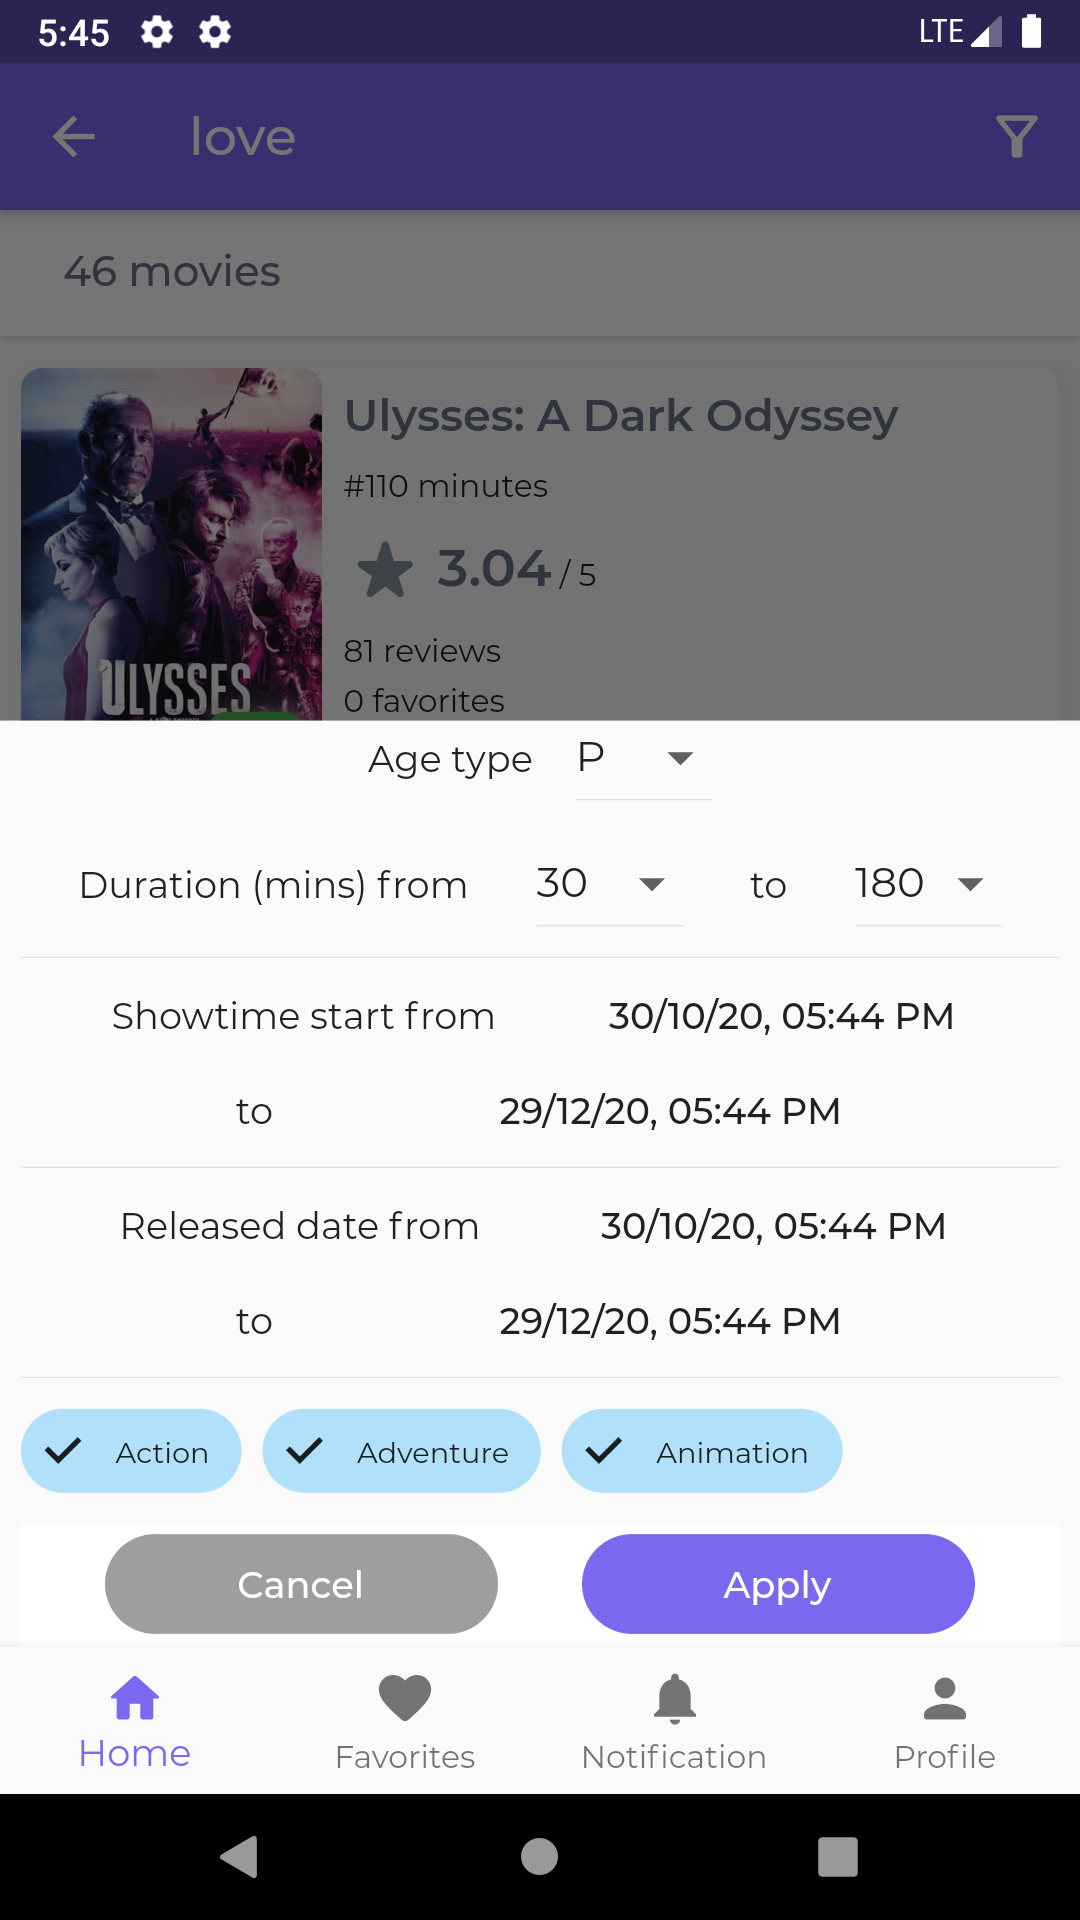 5:45 LTE
love
46 movies
Ulysses: A Dark Odyssey
#110 minutes
3.04 / 5
81 reviews
0 favorites
ULYSSES
Age type P
Duration (mins) from 30 to 180
Showtime start from 30/10/20, 05:44 PM
to 29/12/20, 05:44 PM
Released date from 30/10/20, 05:44 PM
to 29/12/20, 05:44 PM
Action Adventure Animation
Cancel Apply
Home Favorites Notification Profile